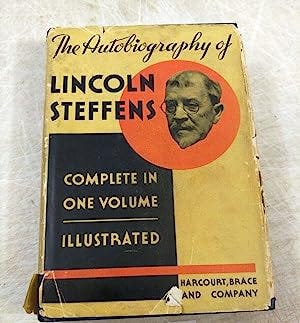 The Autobiography of
LINCOLN
STEFFENS
COMPLETE IN
ONE VOLUME
ILLUSTRATED
HARCOURT, BRACE
AND COMPANY